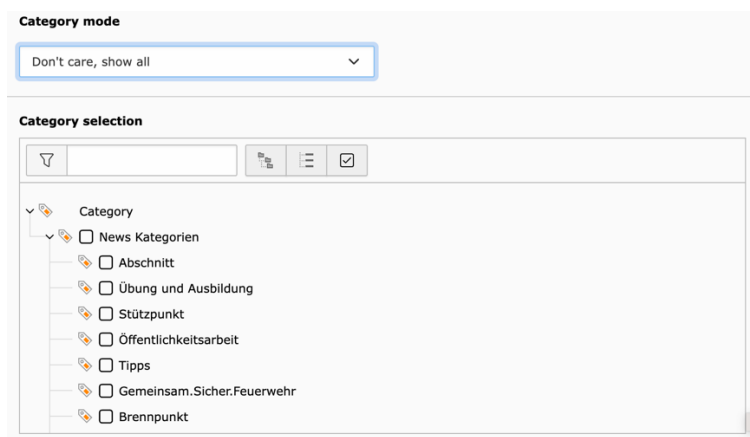 Category mode
Don't care, show all
Category selection
Category
News Kategorien
Abschnitt
Übung und Ausbildung
Stützpunkt
Öffentlichkeitsarbeit
Tipps
Gemeinsam.Sicher.Feuerwehr
Brennpunkt